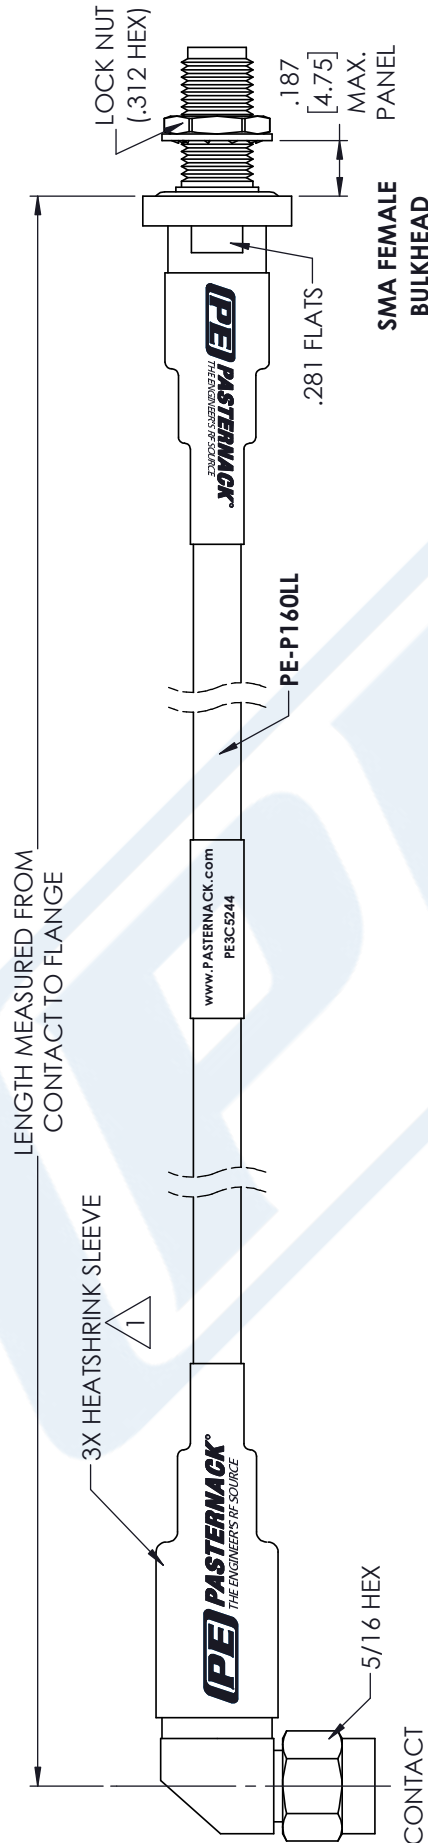 LENGTH MEASURED FROM
CONTACT TO FLANGE
3X HEATSHRINK SLEEVE
1
LOCK NUT
(.312 HEX)
.187
[4.75]
MAX.
PANEL
PE PASTERNACK®
THE ENGINEER'S RF SOURCE
www.PASTERNACK.com
PE3C5244
PE PASTERNACK®
THE ENGINEER'S RF SOURCE
PE-P160LL
.281 FLATS
SMA FEMALE
BULKHEAD
5/16 HEX
CONTACT